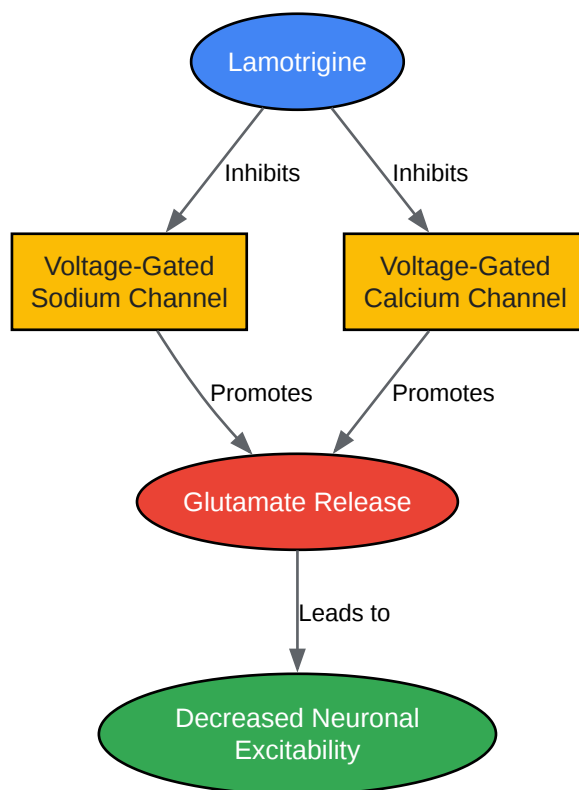 Lamotrigine
Inhibits
Inhibits
Voltage-Gated
Sodium Channel
Voltage-Gated
Calcium Channel
Promotes
Promotes
Glutamate Release
Leads to
Decreased Neuronal
Excitability